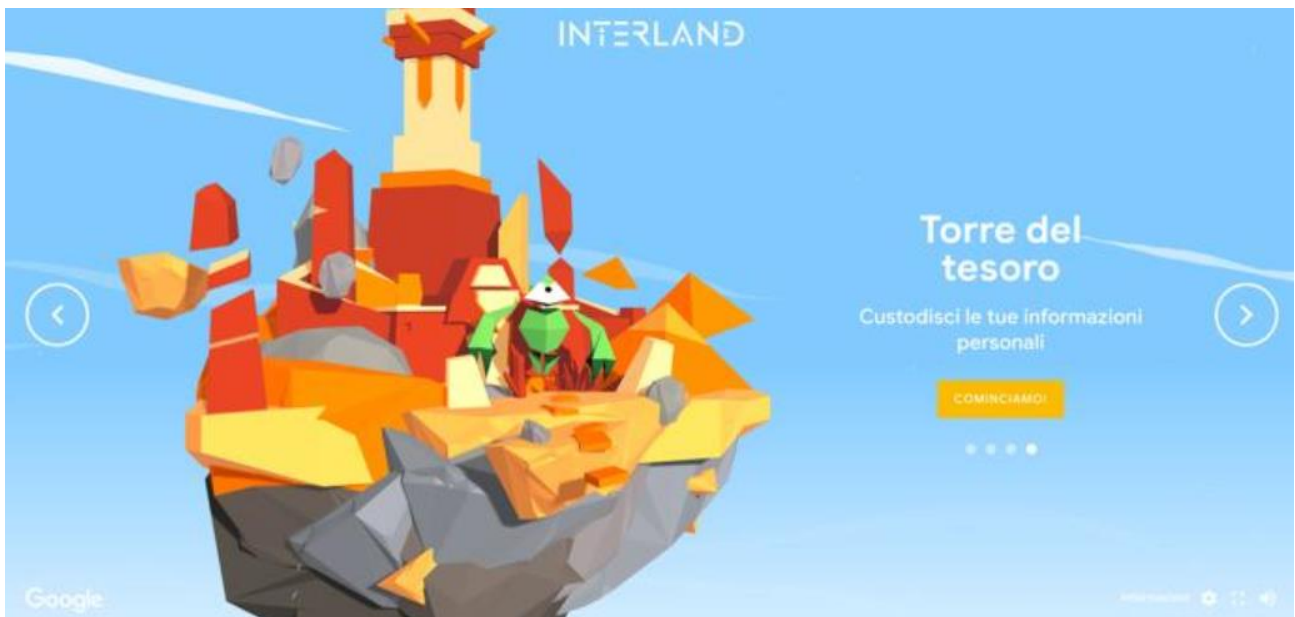 INTERLAND
Torre del
tesoro
Custodisci le tue informazioni
personali
COMINCIAMO!
Google